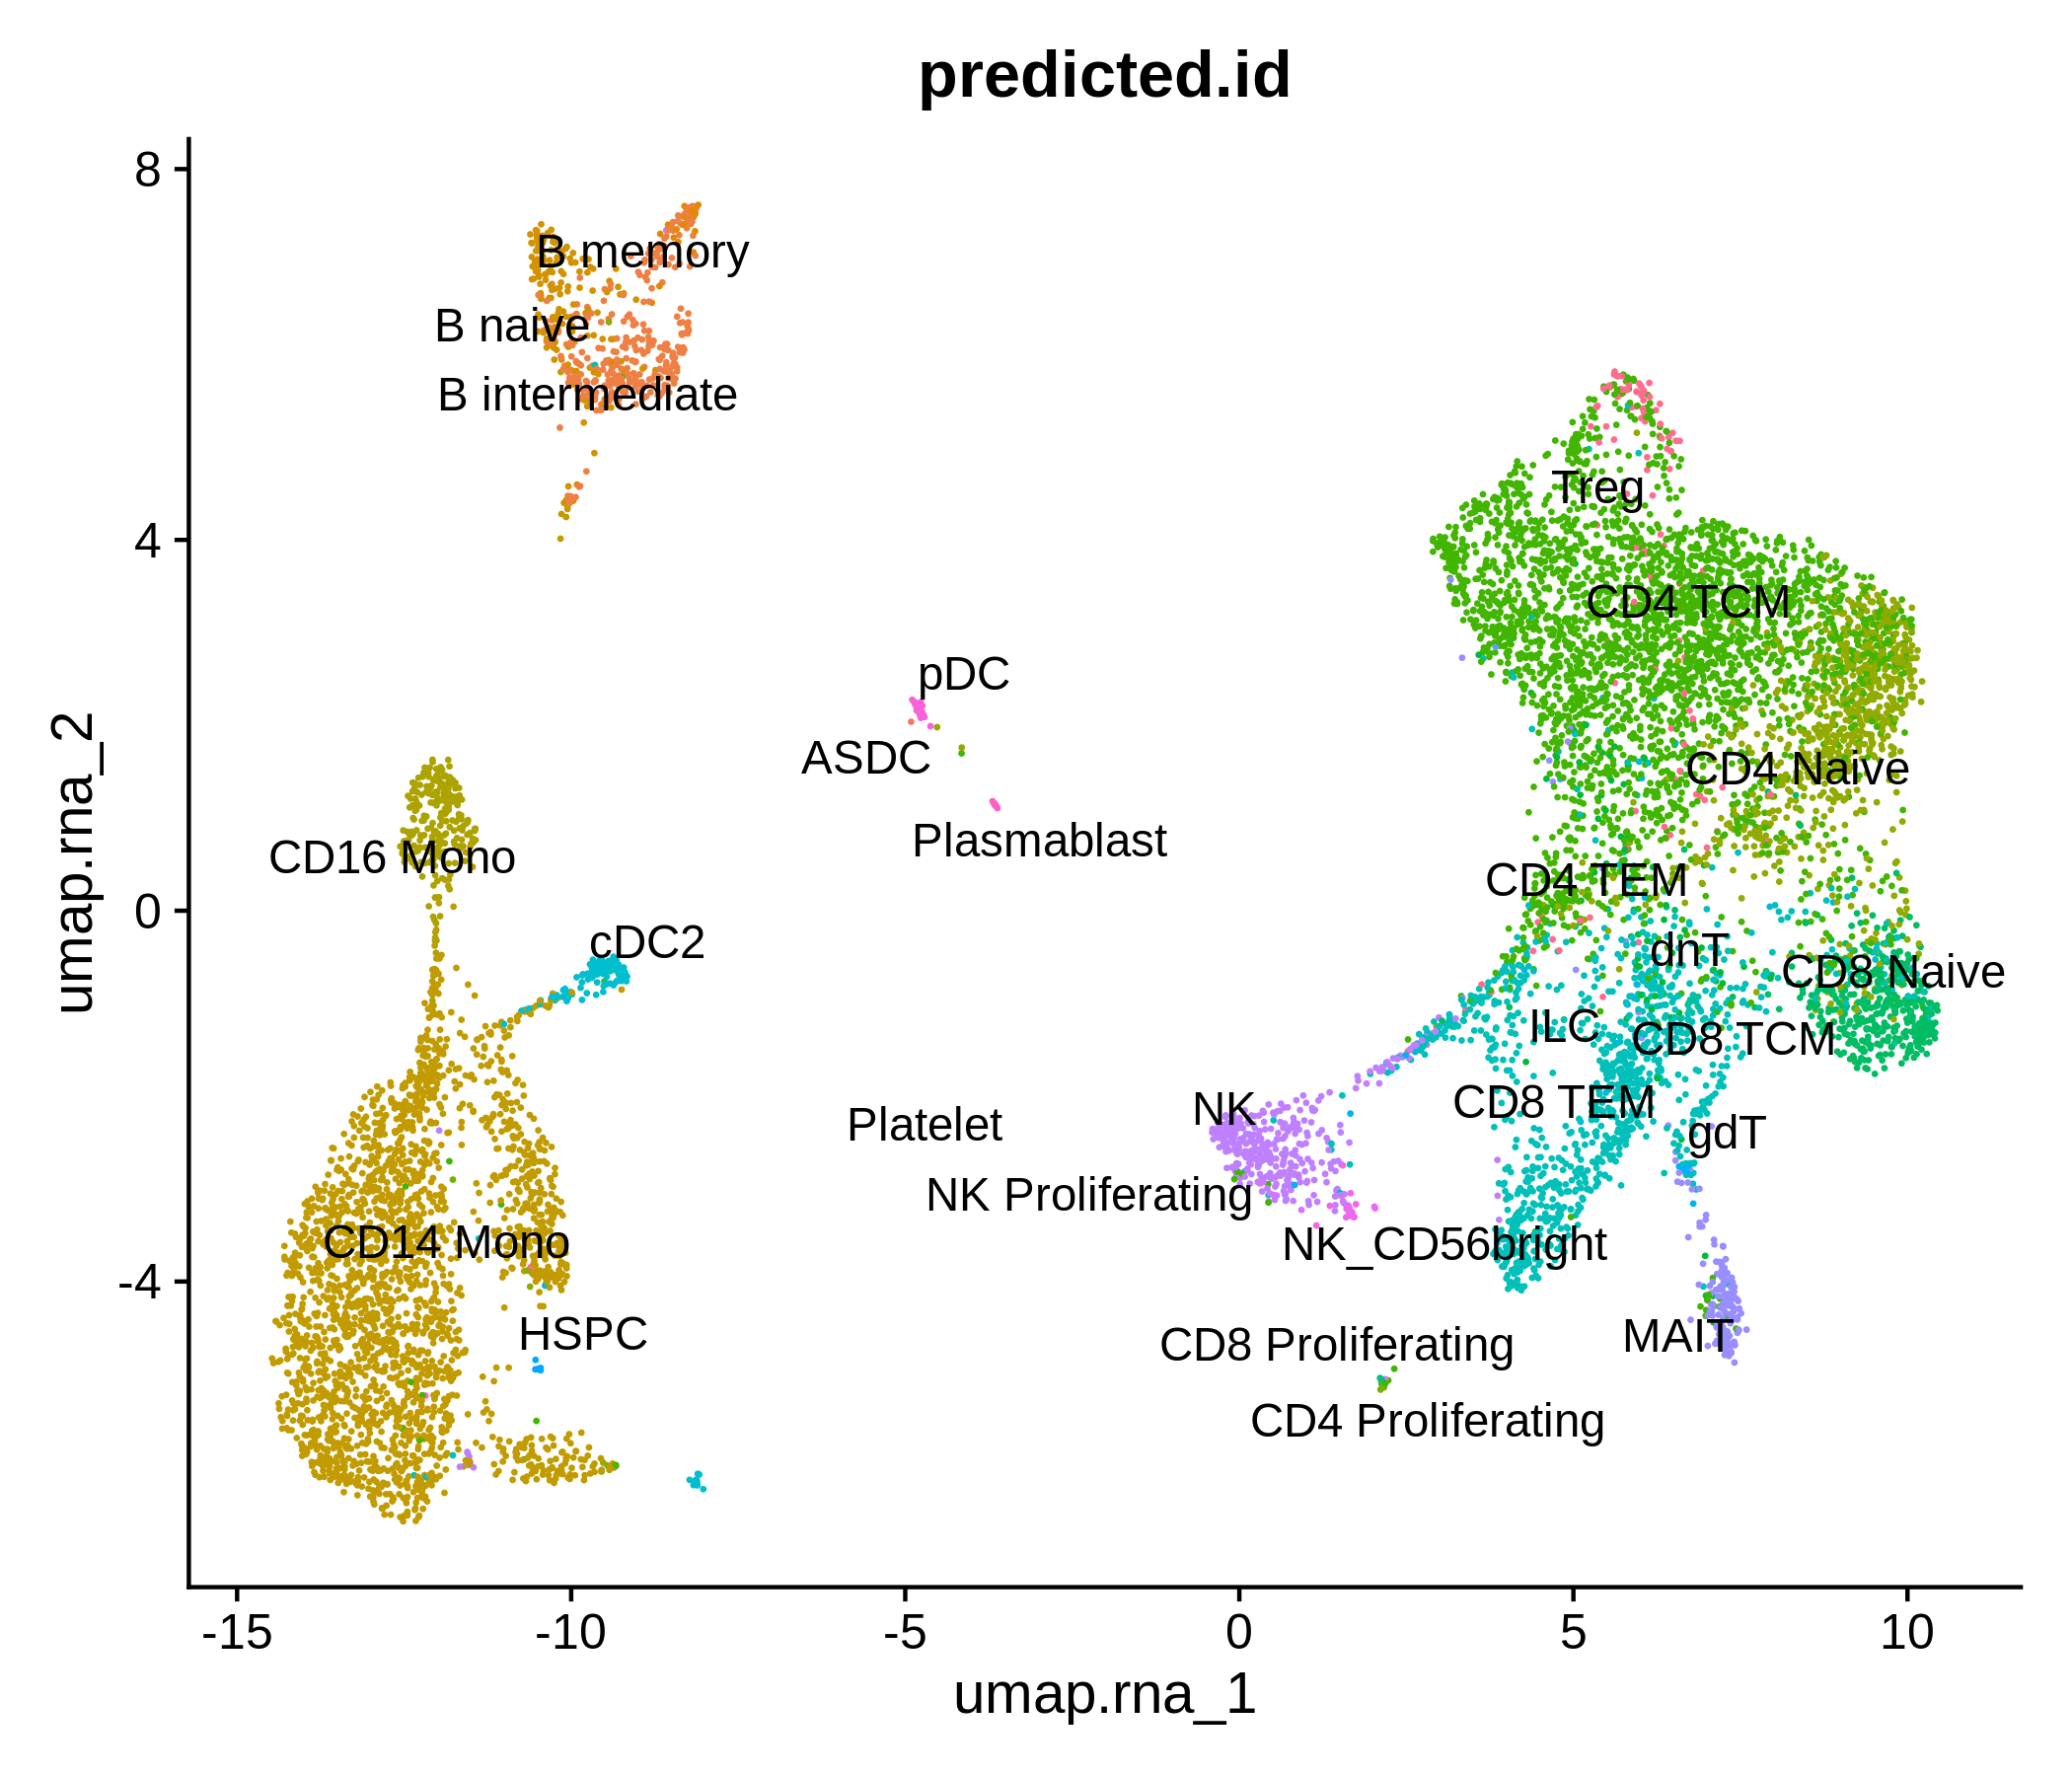 predicted.id
8
B memory
B naive
B intermediate
Treg
4
CD4 TCM
pDC
ASDC
CD4 Naive
Plasmablast
CD16 Mono
CD4 TEM
0
cDC2
dnT
CD8 Naive
ILC
CD8 TCM
CD8 TEM
NK
Platelet
gdT
NK Proliferating
CD14 Mono
NK_CD56bright
-4
HSPC
MAIT
CD8 Proliferating
CD4 Proliferating
umap.rna_2
-15
-10
-5
0
5
10
umap.rna_1